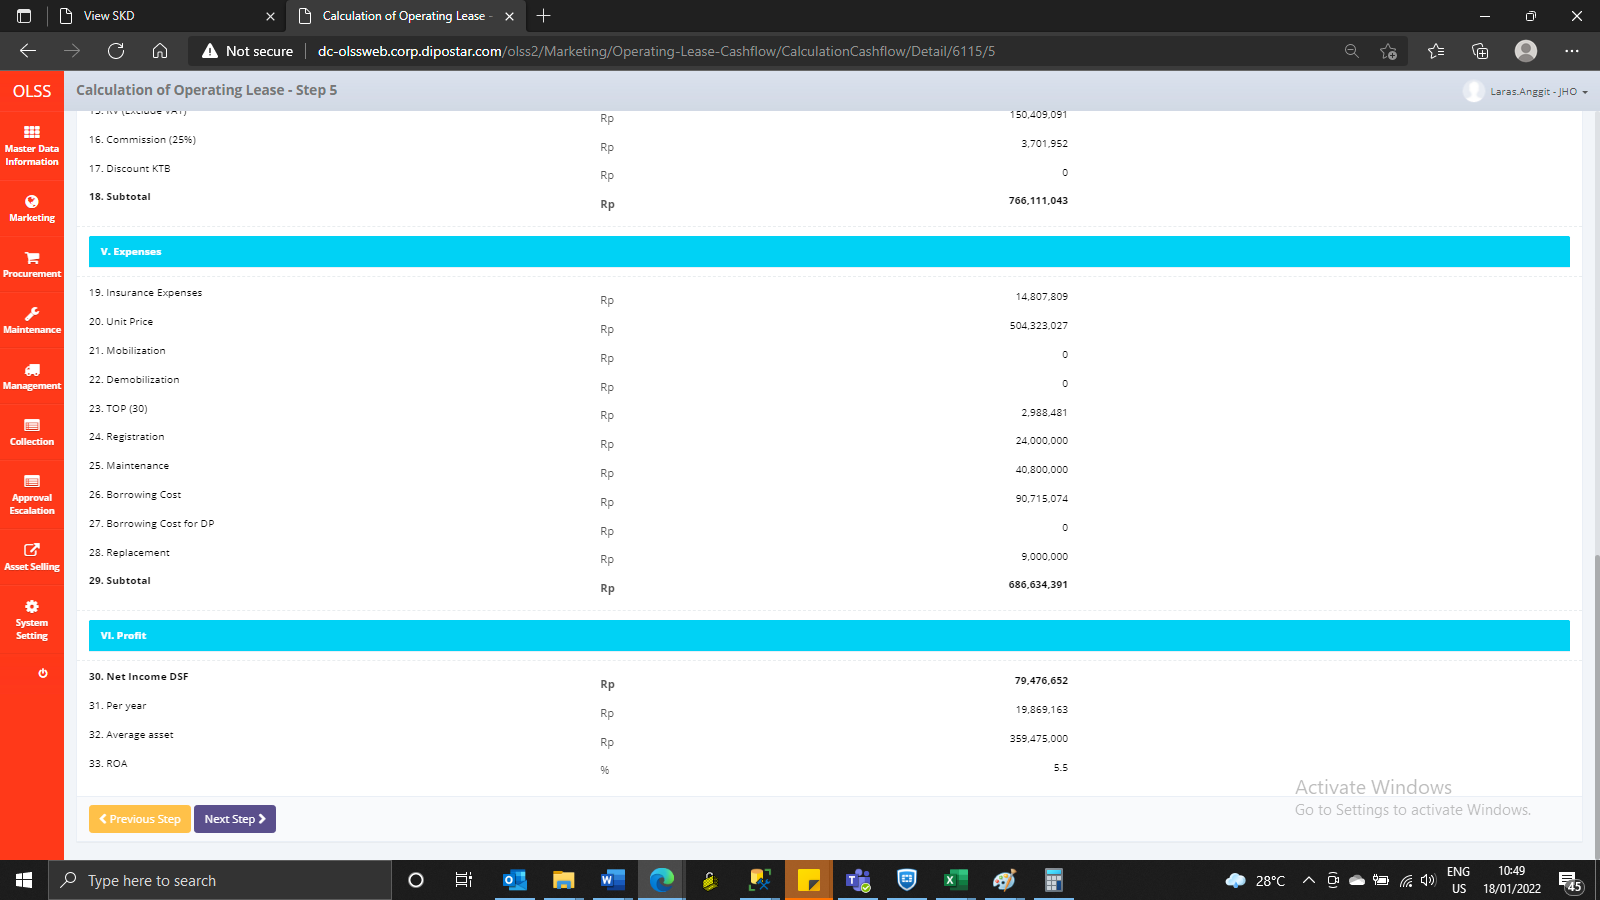 View SKD
Calculation of Operating Lease -
Not secure
dc-olssweb.corp.dipostar.com/olss2/Marketing/Operating-Lease-Cashflow/CalculationCashflow/Detail/6115/5
OLSS
Calculation of Operating Lease - Step 5
Laras.Anggit - JHO
Master Data
Information
Marketing
Procurement
Maintenance
Management
Collection
Approval
Escalation
Asset Selling
System
Setting
15. RV (Exclude VAT) Rp 150,409,091
16. Commission (25%) Rp 3,701,952
17. Discount KTB Rp 0
18. Subtotal Rp 766,111,043
V. Expenses
19. Insurance Expenses Rp 14,807,809
20. Unit Price Rp 504,323,027
21. Mobilization Rp 0
22. Demobilization Rp 0
23. TOP (30) Rp 2,988,481
24. Registration Rp 24,000,000
25. Maintenance Rp 40,800,000
26. Borrowing Cost Rp 90,715,074
27. Borrowing Cost for DP Rp 0
28. Replacement Rp 9,000,000
29. Subtotal Rp 686,634,391
VI. Profit
30. Net Income DSF Rp 79,476,652
31. Per year Rp 19,869,163
32. Average asset Rp 359,475,000
33. ROA % 5.5
Previous Step
Next Step
Activate Windows
Go to Settings to activate Windows.
Type here to search
28°C
ENG
US
10:49
18/01/2022
45